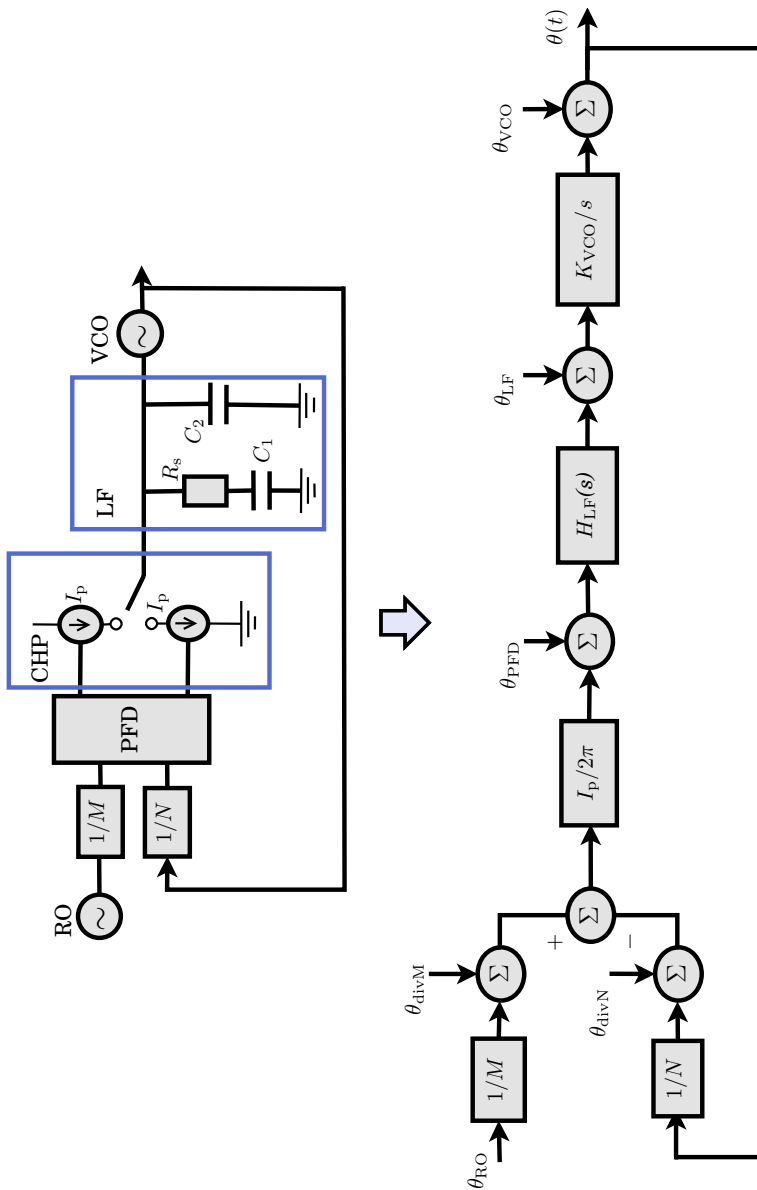 RO
1/M
1/N
PFD
CHP
I_p
I_p
LF
R_s
C_1
C_2
VCO
θ_RO
1/M
θ_divM
Σ
+
1/N
θ_divN
Σ
−
Σ
I_p/2π
θ_PFD
Σ
H_LF(s)
θ_LF
Σ
K_VCO/s
θ_VCO
Σ
θ(t)